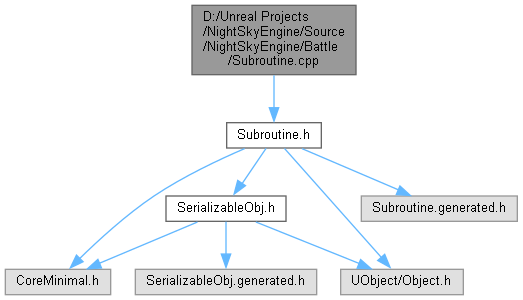 D:/Unreal Projects
/NightSkyEngine/Source
/NightSkyEngine/Battle
/Subroutine.cpp
Subroutine.h
SerializableObj.h
Subroutine.generated.h
CoreMinimal.h
SerializableObj.generated.h
UObject/Object.h